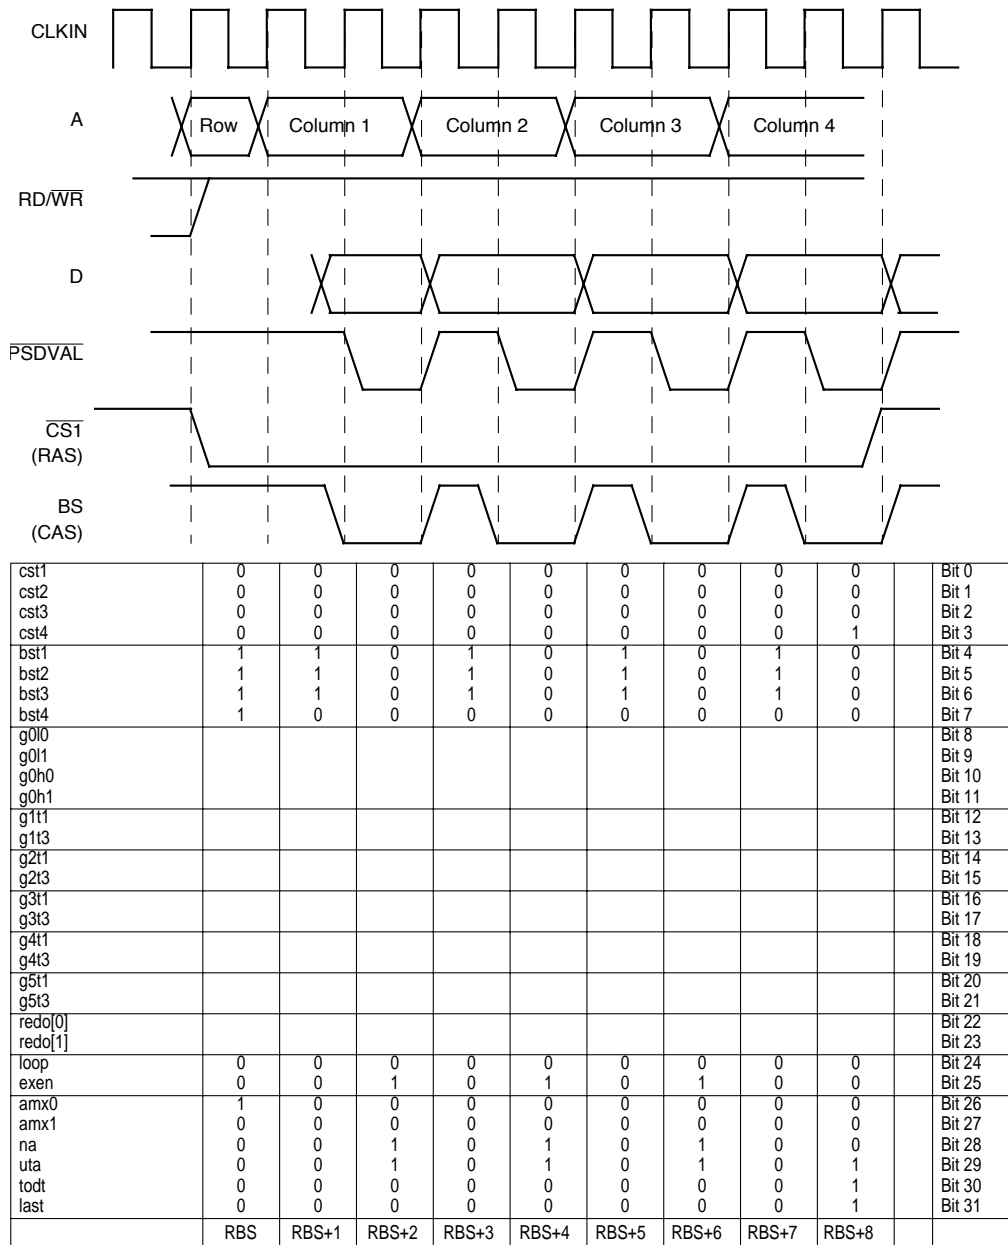 CLKIN
A Row Column 1 Column 2 Column 3 Column 4
RD/WR
D
PSDVAL
CS1
(RAS)
BS
(CAS)
cst1 0 0 0 0 0 0 0 0 0 Bit 0
cst2 0 0 0 0 0 0 0 0 0 Bit 1
cst3 0 0 0 0 0 0 0 0 0 Bit 2
cst4 0 0 0 0 0 0 0 0 1 Bit 3
bst1 1 1 0 1 0 1 0 1 0 Bit 4
bst2 1 1 0 1 0 1 0 1 0 Bit 5
bst3 1 1 0 1 0 1 0 1 0 Bit 6
bst4 1 0 0 0 0 0 0 0 0 Bit 7
g0l0 Bit 8
g0l1 Bit 9
g0h0 Bit 10
g0h1 Bit 11
g1t1 Bit 12
g1t3 Bit 13
g2t1 Bit 14
g2t3 Bit 15
g3t1 Bit 16
g3t3 Bit 17
g4t1 Bit 18
g4t3 Bit 19
g5t1 Bit 20
g5t3 Bit 21
redo[0] Bit 22
redo[1] Bit 23
loop 0 0 0 0 0 0 0 0 0 Bit 24
exen 0 0 1 0 1 0 1 0 0 Bit 25
amx0 1 0 0 0 0 0 0 0 0 Bit 26
amx1 0 0 0 0 0 0 0 0 0 Bit 27
na 0 0 1 0 1 0 1 0 0 Bit 28
uta 0 0 1 0 1 0 1 0 1 Bit 29
todt 0 0 0 0 0 0 0 0 1 Bit 30
last 0 0 0 0 0 0 0 0 1 Bit 31
RBS RBS+1 RBS+2 RBS+3 RBS+4 RBS+5 RBS+6 RBS+7 RBS+8